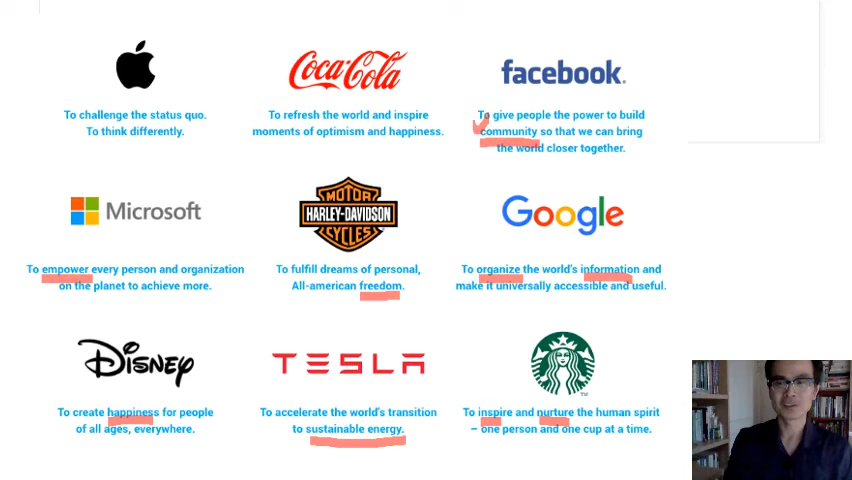 Coca-Cola
facebook.
To challenge the status quo.
To think differently.
To refresh the world and inspire
moments of optimism and happiness.
To give people the power to build
community so that we can bring
the world closer together.
Microsoft
MOTOR
HARLEY-DAVIDSON
CYCLES
Google
To empower every person and organization
on the planet to achieve more.
To fulfill dreams of personal,
All-american freedom.
To organize the world's information and
make it universally accessible and useful.
Disney
TESLA
TM
To create happiness for people
of all ages, everywhere.
To accelerate the world's transition
to sustainable energy.
To inspire and nurture the human spirit
– one person and one cup at a time.